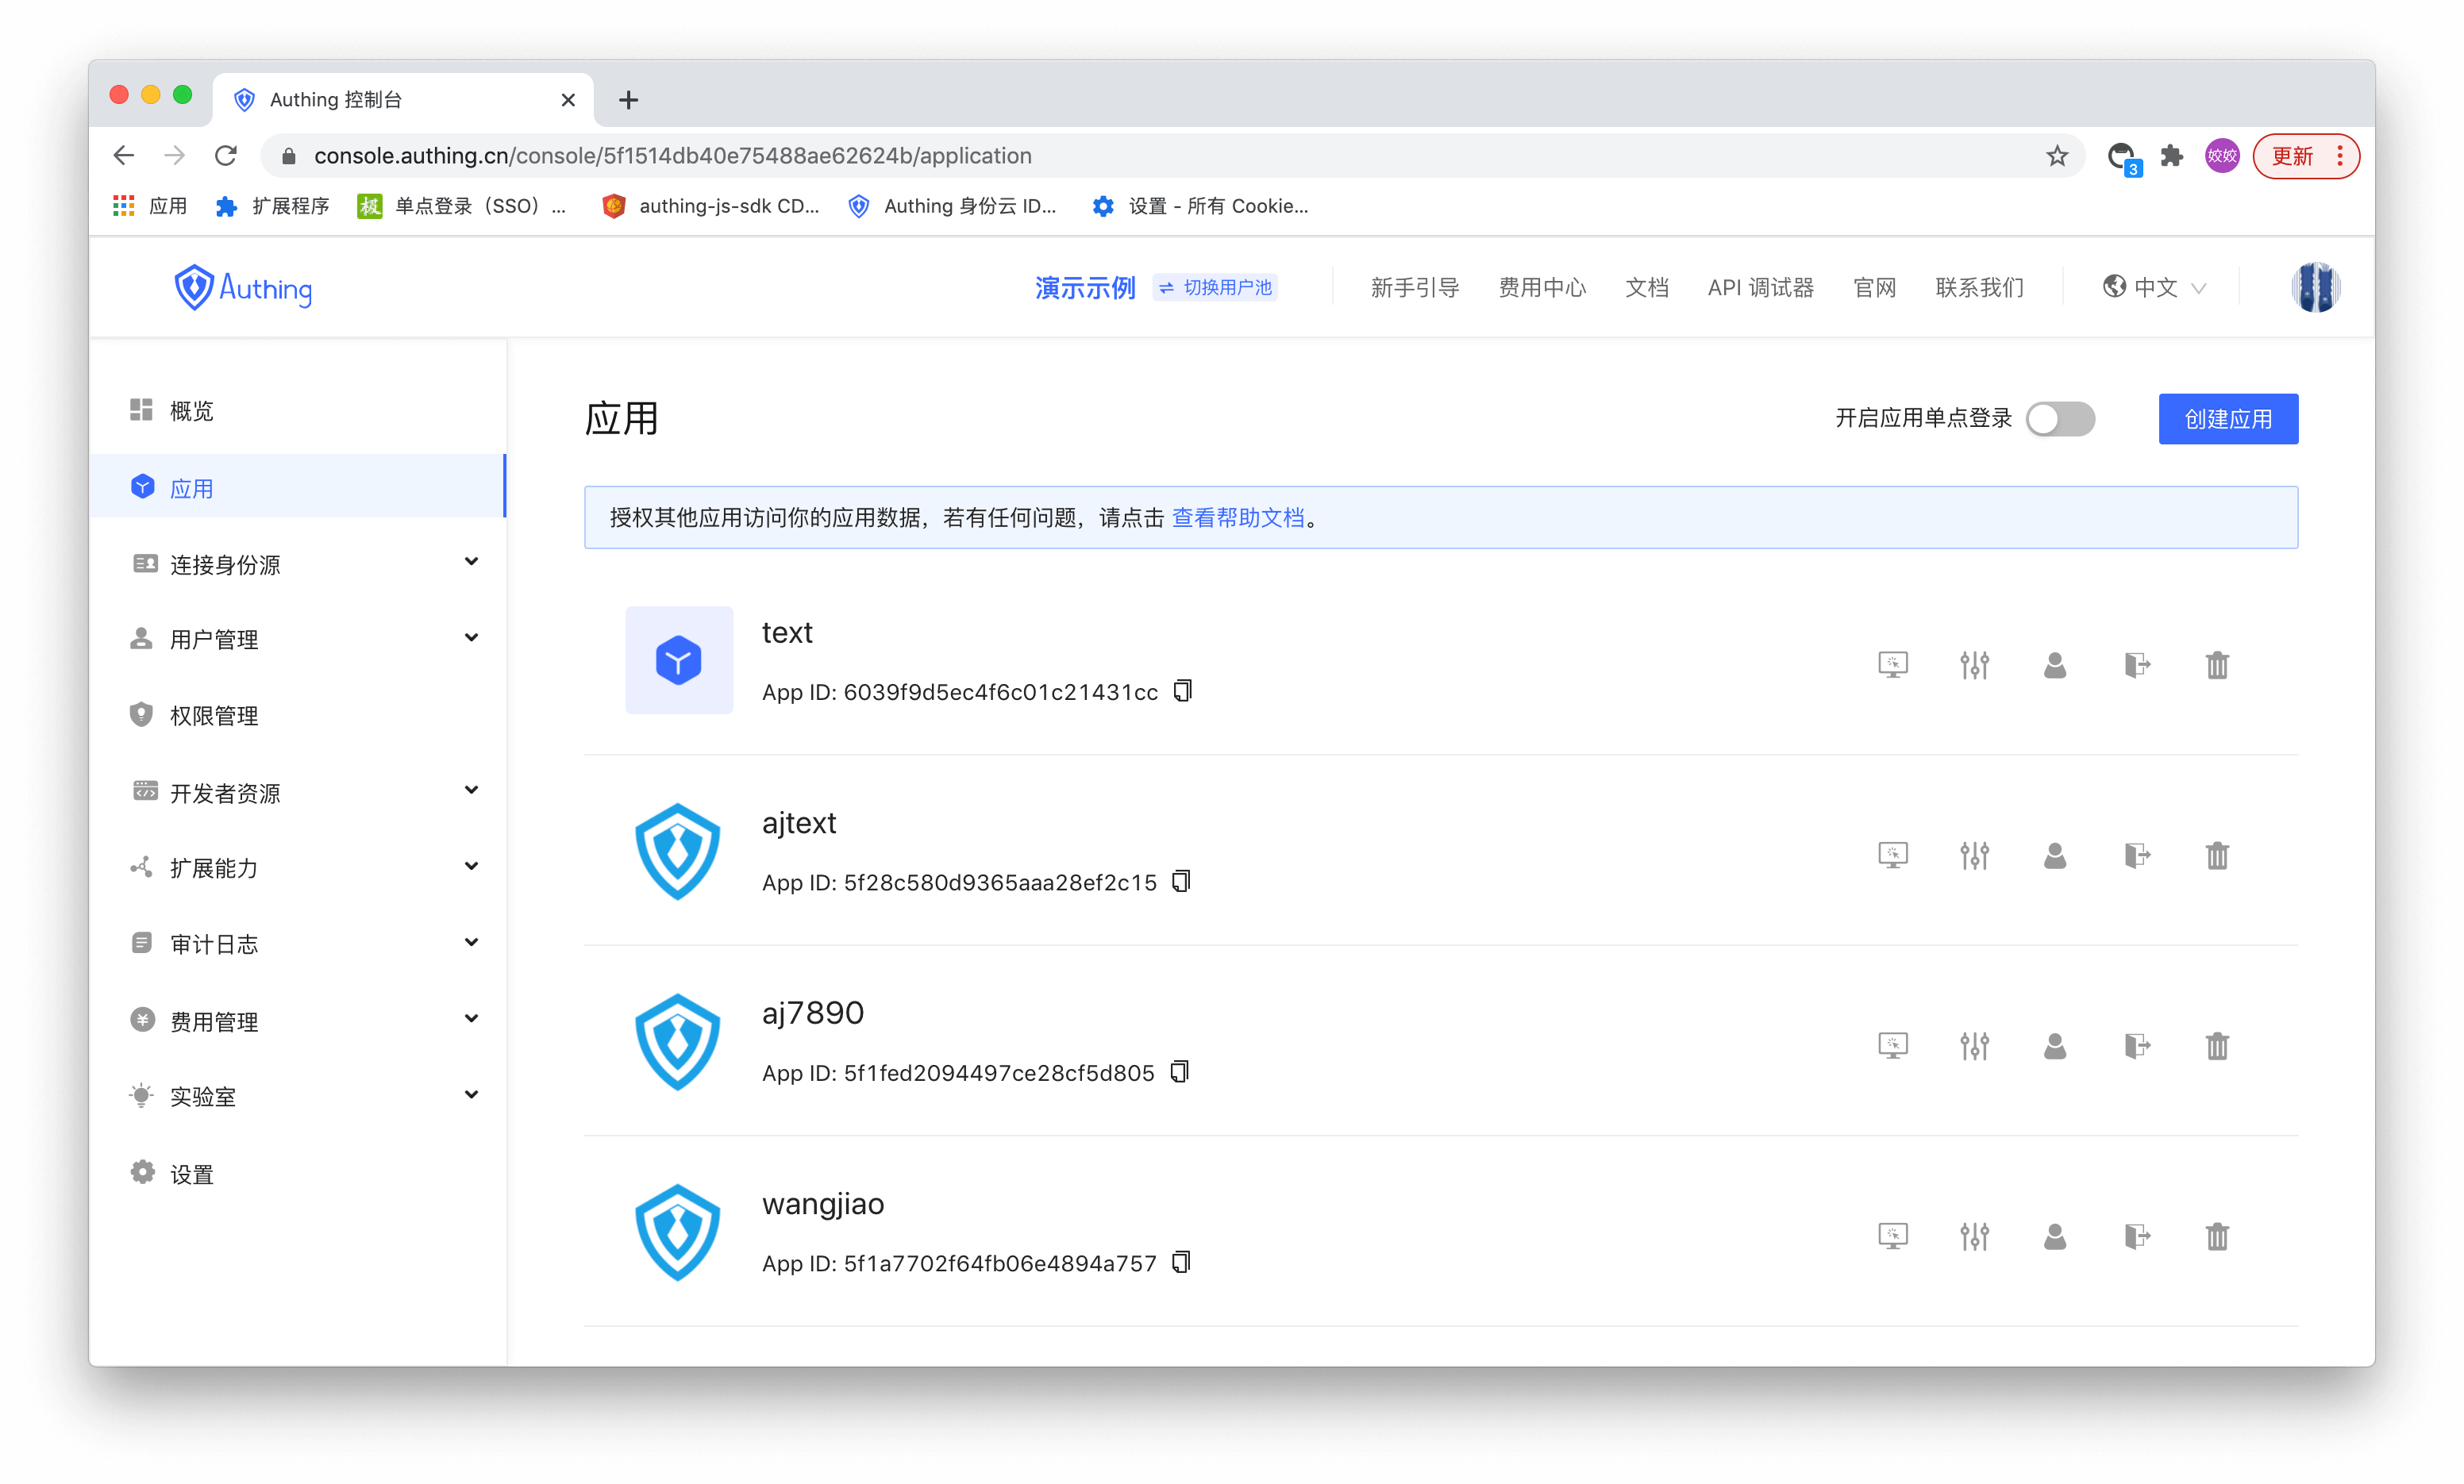 Authing 控制台
console.authing.cn/console/5f1514db40e75488ae62624b/application
3
姣姣
更新
应用
扩展程序
极
单点登录（SSO） ...
authing-js-sdk CD...
Authing 身份云 ID...
设置 - 所有 Cookie...
Authing
演示示例
切换用户池
新手引导
费用中心
文档
API 调试器
官网
联系我们
中文
概览
应用
连接身份源
用户管理
权限管理
开发者资源
扩展能力
审计日志
费用管理
实验室
设置
应用
开启应用单点登录
创建应用
授权其他应用访问你的应用数据，若有任何问题，请点击 查看帮助文档。
text
App ID: 6039f9d5ec4f6c01c21431cc
ajtext
App ID: 5f28c580d9365aaa28ef2c15
aj7890
App ID: 5f1fed2094497ce28cf5d805
wangjiao
App ID: 5f1a7702f64fb06e4894a757